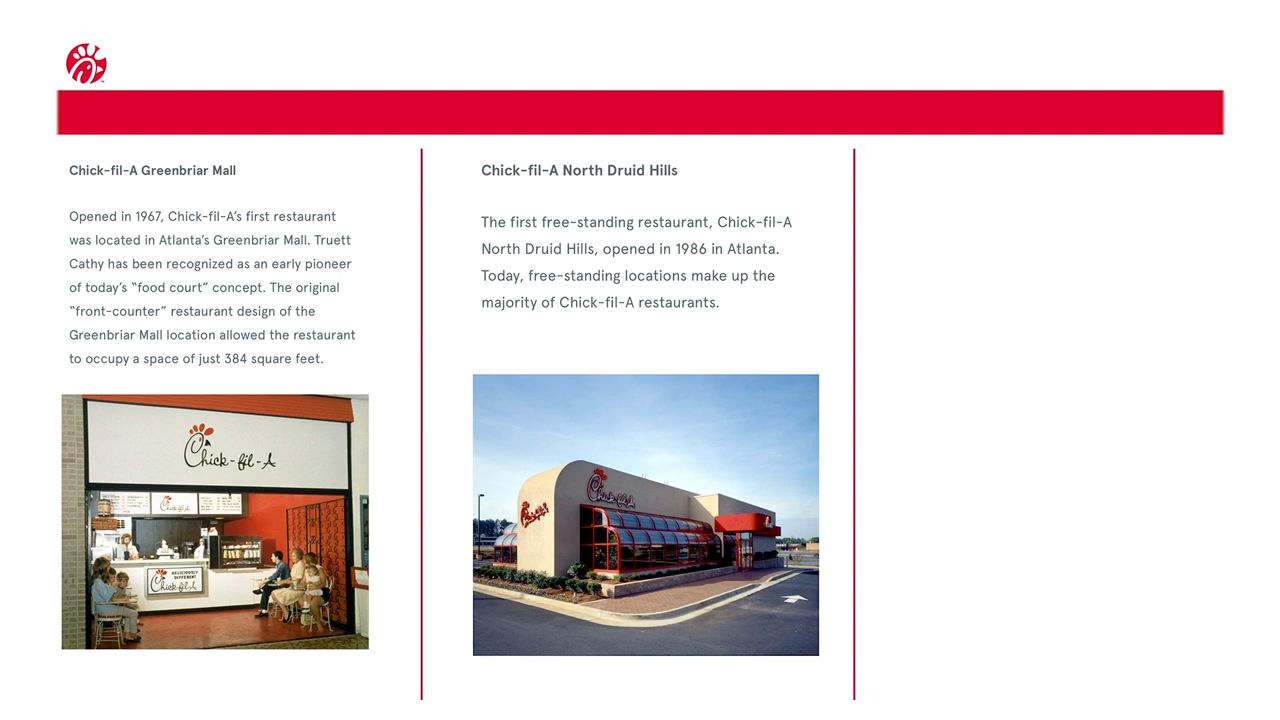 Chick-fil-A Greenbriar Mall
Opened in 1967, Chick-fil-A’s first restaurant
was located in Atlanta’s Greenbriar Mall. Truett
Cathy has been recognized as an early pioneer
of today’s “food court” concept. The original
“front-counter” restaurant design of the
Greenbriar Mall location allowed the restaurant
to occupy a space of just 384 square feet.
Chick-fil-A
Chick-fil-A
DELICIOUSLY
DIFFERENT
Chick-fil-A
Chick-fil-A North Druid Hills
The first free-standing restaurant, Chick-fil-A
North Druid Hills, opened in 1986 in Atlanta.
Today, free-standing locations make up the
majority of Chick-fil-A restaurants.
Chick-fil-A
Chick-fil-A